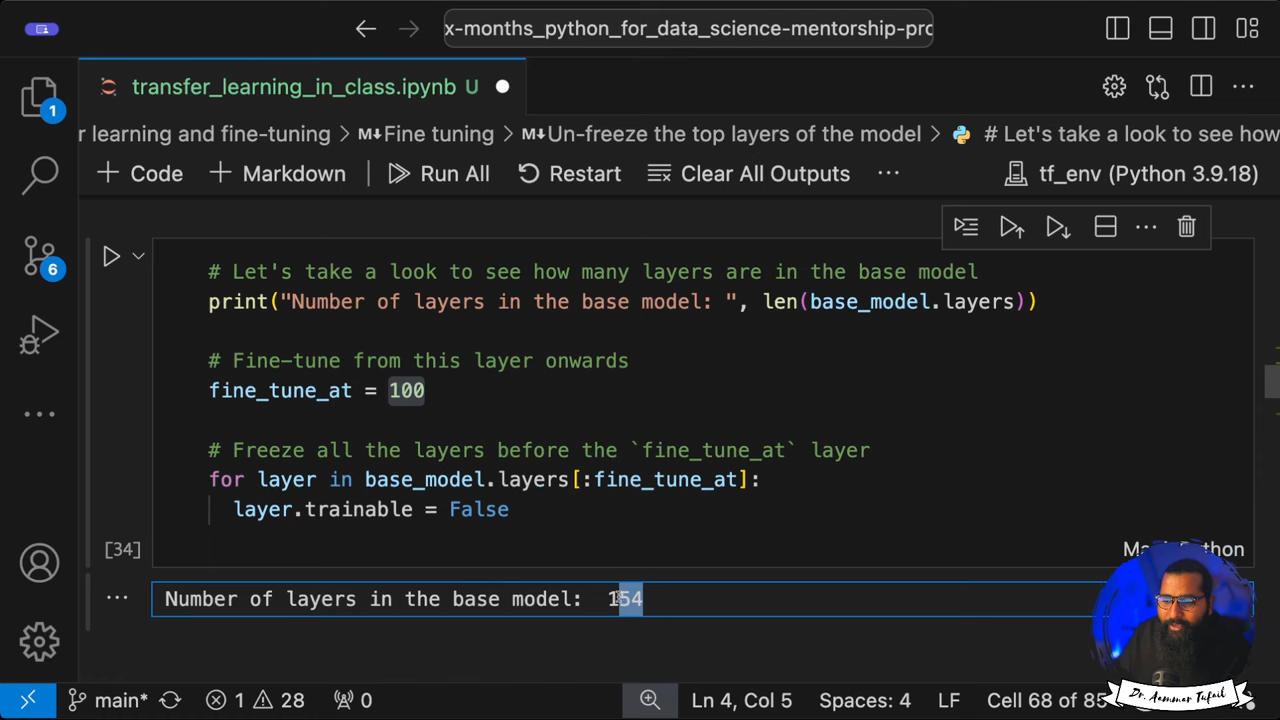 x-months_python_for_data_science-mentorship-pro
transfer_learning_in_class.ipynb U
r learning and fine-tuning > M↓Fine tuning > M↓Un-freeze the top layers of the model > # Let's take a look to see how
+ Code + Markdown | Run All Restart Clear All Outputs ... tf_env (Python 3.9.18)
1
6
# Let's take a look to see how many layers are in the base model
print("Number of layers in the base model: ", len(base_model.layers))
# Fine-tune from this layer onwards
fine_tune_at = 100
# Freeze all the layers before the `fine_tune_at` layer
for layer in base_model.layers[:fine_tune_at]:
layer.trainable = False
[34]
Number of layers in the base model:  154
Dr. Aammar Tufail
main* 1 28 0 Ln 4, Col 5 Spaces: 4 LF Cell 68 of 85